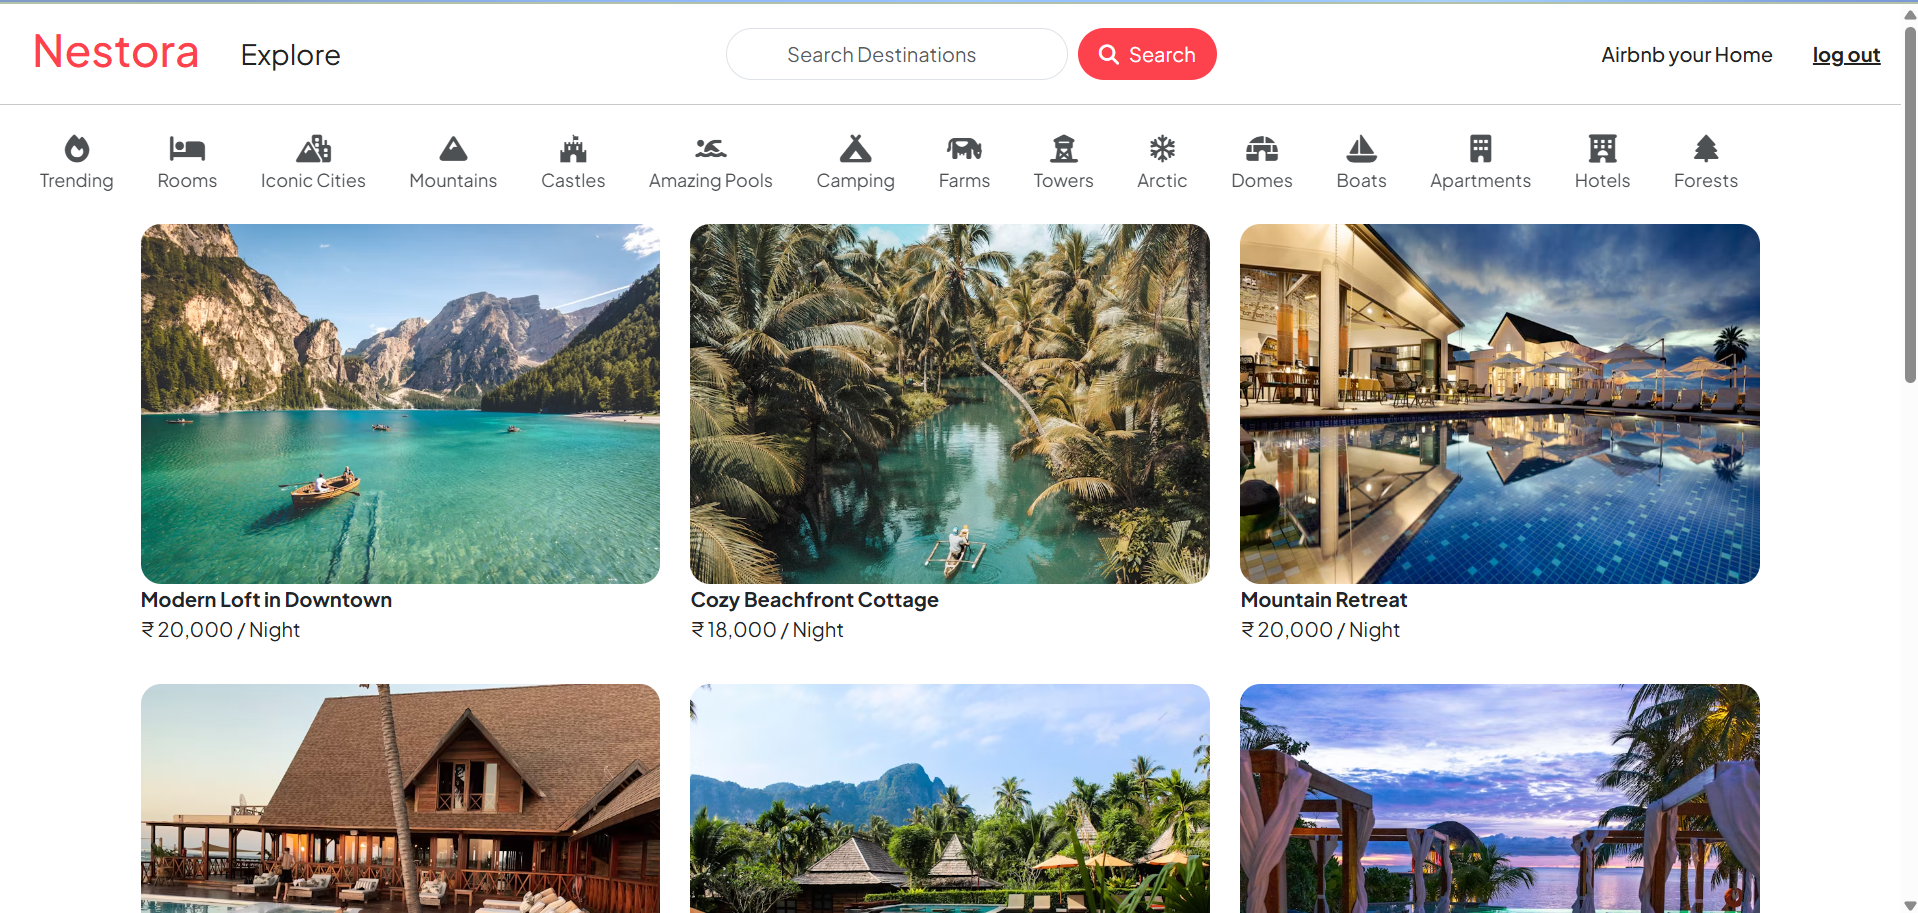 Nestora Explore Search Destinations Search Airbnb your Home log out
Trending Rooms Iconic Cities Mountains Castles Amazing Pools Camping Farms Towers Arctic Domes Boats Apartments Hotels Forests
Modern Loft in Downtown
₹ 20,000 / Night
Cozy Beachfront Cottage
₹ 18,000 / Night
Mountain Retreat
₹ 20,000 / Night